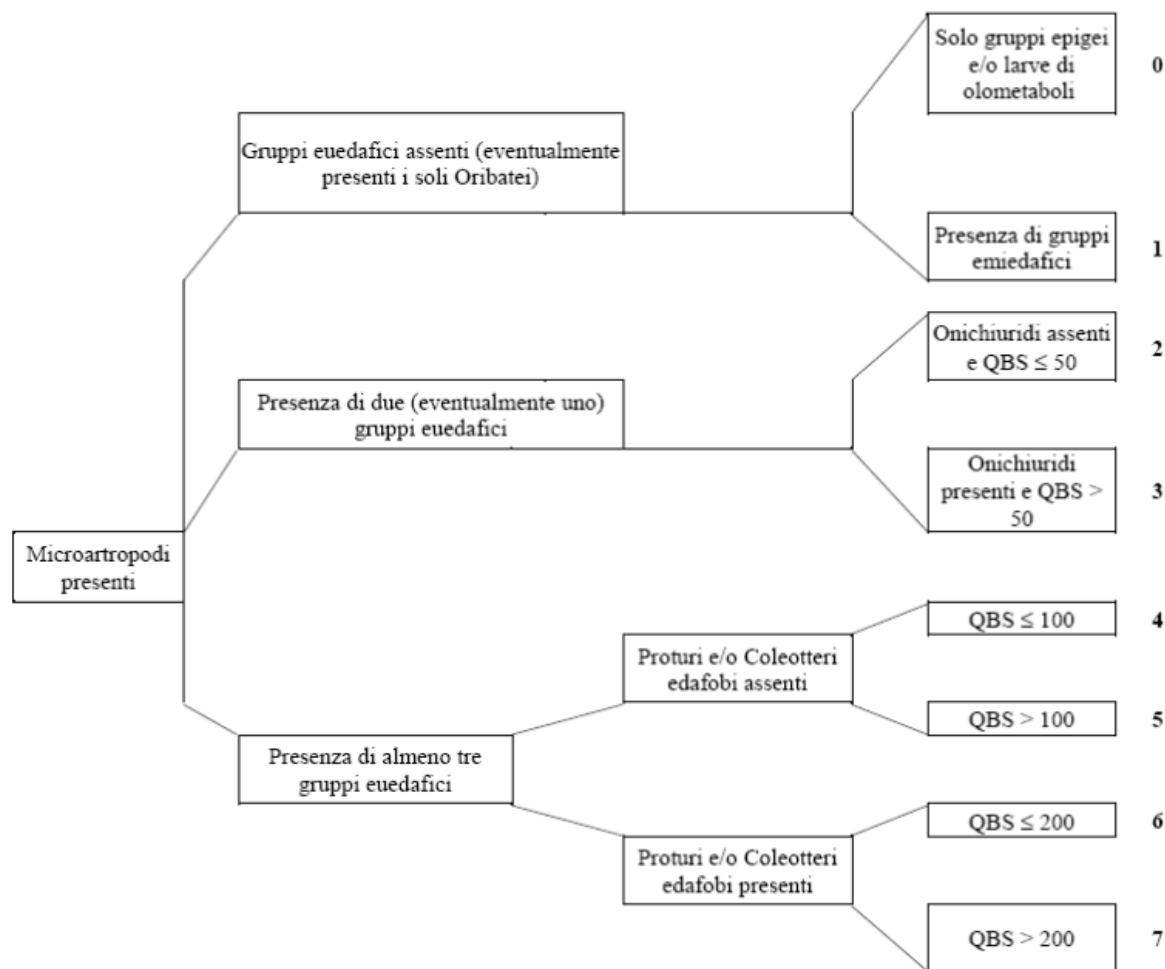 Solo gruppi epigei
e/o larve di
olometaboli
0
Gruppi euedafici assenti (eventualmente
presenti i soli Oribatei)
Presenza di gruppi
emiedafici
1
Onichiuridi assenti
e QBS ≤ 50
2
Presenza di due (eventualmente uno)
gruppi euedafici
Onichiuridi
presenti e QBS >
50
3
Microartropodi
presenti
QBS ≤ 100
4
Proturi e/o Coleotteri
edafobi assenti
QBS > 100
5
Presenza di almeno tre
gruppi euedafici
QBS ≤ 200
6
Proturi e/o Coleotteri
edafobi presenti
QBS > 200
7